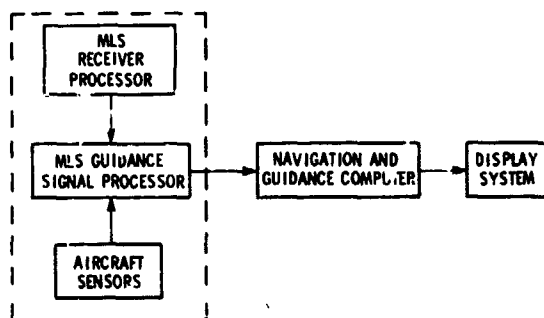 MLS
RECEIVER
PROCESSOR
MLS GUIDANCE
SIGNAL PROCESSOR
NAVIGATION AND
GUIDANCE COMPUTER
DISPLAY
SYSTEM
AIRCRAFT
SENSORS